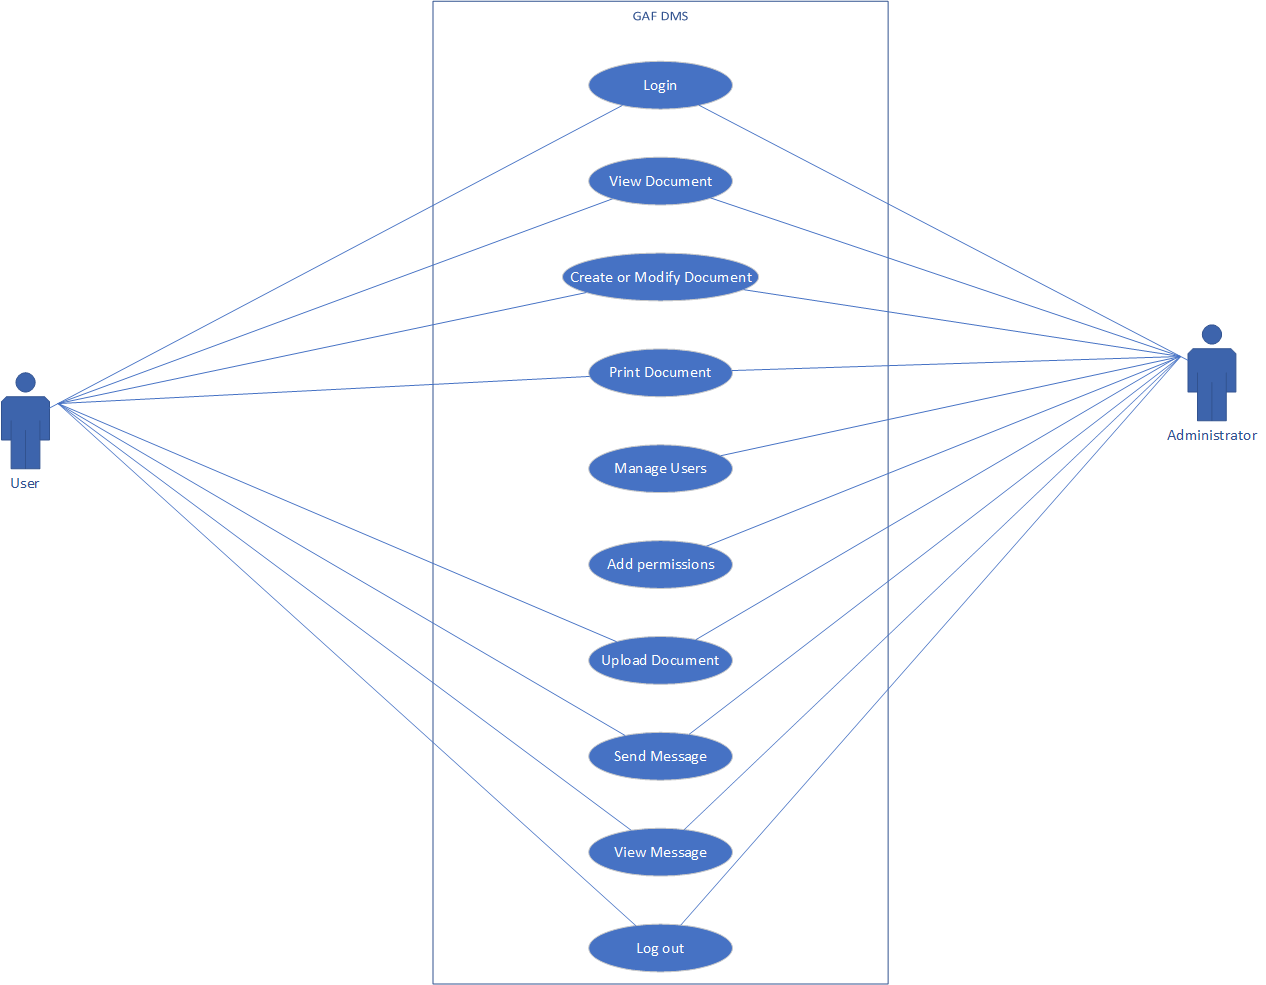 GAF DMS
Login
View Document
Create or Modify Document
Print Document
Administrator
Manage Users
User
Add permissions
Upload Document
Send Message
View Message
Log out